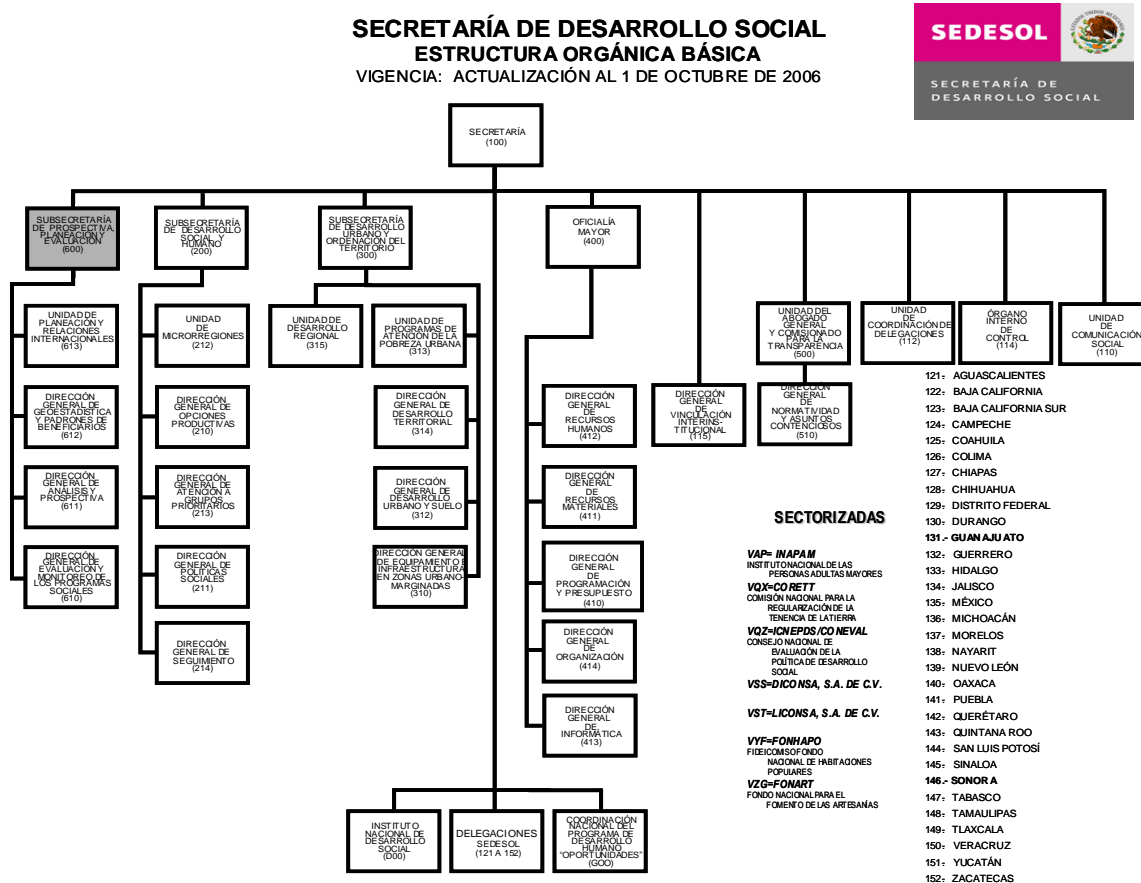 SECRETARÍA DE DESARROLLO SOCIAL
ESTRUCTURA ORGÁNICA BÁSICA
VIGENCIA: ACTUALIZACIÓN AL 1 DE OCTUBRE DE 2006
SEDESOL
ESTADOS UNIDOS MEXICANOS
SECRETARÍA DE
DESARROLLO SOCIAL
SECRETARÍA
(100)
SUBSECRETARÍA
DE PROSPECTIVA,
PLANEACIÓN Y
EVALUACIÓN
(600)
SUBSECRETARÍA
DE DESARROLLO
SOCIAL Y
HUMANO
(200)
SUBSECRETARÍA
DE DESARROLLO
URBANO Y
ORDENACIÓN DEL
TERRITORIO
(300)
OFICIALÍA
MAYOR
(400)
UNIDAD DE
PLANEACIÓN Y
RELACIONES
INTERNACIONALES
(613)
UNIDAD
DE
MICRORREGIONES
(212)
UNIDAD DE
DESARROLLO
REGIONAL
(315)
UNIDAD DE
PROGRAMAS DE
ATENCIÓN DE LA
POBREZA URBANA
(313)
UNIDAD DEL
ABOGADO
GENERAL
Y COMISIONADO
PARA LA
TRANSPARENCIA
(500)
UNIDAD
DE
COORDINACIÓN DE
DELEGACIONES
(112)
ÓRGANO
INTERNO
DE
CONTROL
(114)
UNIDAD
DE
COMUNICACIÓN
SOCIAL
(110)
DIRECCIÓN
GENERAL DE
GEOESTADÍSTICA
Y PADRONES DE
BENEFICIARIOS
(612)
DIRECCIÓN
GENERAL DE
OPCIONES
PRODUCTIVAS
(210)
DIRECCIÓN
GENERAL DE
DESARROLLO
TERRITORIAL
(314)
DIRECCIÓN
GENERAL
DE
RECURSOS
HUMANOS
(412)
DIRECCIÓN
GENERAL
DE
VINCULACIÓN
INTERINS-
TITUCIONAL
(115)
DIRECCIÓN
GENERAL
DE
NORMATIVIDAD
Y ASUNTOS
CONTENCIOSOS
(510)
DIRECCIÓN
GENERAL DE
ANÁLISIS Y
PROSPECTIVA
(611)
DIRECCIÓN
GENERAL DE
ATENCIÓN A
GRUPOS
PRIORITARIOS
(213)
DIRECCIÓN
GENERAL DE
DESARROLLO
URBANO Y SUELO
(312)
DIRECCIÓN
GENERAL
DE
RECURSOS
MATERIALES
(411)
DIRECCIÓN
GENERAL DE
EVALUACIÓN Y
MONITOREO DE
LOS PROGRAMAS
SOCIALES
(610)
DIRECCIÓN
GENERAL DE
POLÍTICAS
SOCIALES
(211)
DIRECCIÓN GENERAL
DE EQUIPAMIENTO E
INFRAESTRUCTURA
EN ZONAS URBANO-
MARGINADAS
(310)
DIRECCIÓN
GENERAL
DE
PROGRAMACIÓN
Y PRESUPUESTO
(410)
DIRECCIÓN
GENERAL DE
SEGUIMIENTO
(214)
DIRECCIÓN
GENERAL
DE
ORGANIZACIÓN
(414)
DIRECCIÓN
GENERAL
DE
INFORMÁTICA
(413)
INSTITUTO
NACIONAL DE
DESARROLLO
SOCIAL
(D00)
DELEGACIONES
SEDESOL
(121 A 152)
COORDINACIÓN
NACIONAL DEL
PROGRAMA DE
DESARROLLO
HUMANO
"OPORTUNIDADES"
(GOO)
SECTORIZADAS
VAP= INAPAM
INSTITUTO NACIONAL DE LAS
PERSONAS ADULTAS MAYORES
VQX=CORETT
COMISIÓN NACIONAL PARA LA
REGULARIZACIÓN DE LA
TENENCIA DE LA TIERRA
VQZ=ICNEPDS/CONEVAL
CONSEJO NACIONAL DE
EVALUACIÓN DE LA
POLÍTICA DE DESARROLLO
SOCIAL
VSS=DICONSA, S.A. DE C.V.
VST=LICONSA, S.A. DE C.V.
VYF=FONHAPO
FIDEICOMISO FONDO
NACIONAL DE HABITACIONES
POPULARES
VZG=FONART
FONDO NACIONAL PARA EL
FOMENTO DE LAS ARTESANÍAS
121.- AGUASCALIENTES
122.- BAJA CALIFORNIA
123.- BAJA CALIFORNIA SUR
124.- CAMPECHE
125.- COAHUILA
126.- COLIMA
127.- CHIAPAS
128.- CHIHUAHUA
129.- DISTRITO FEDERAL
130.- DURANGO
131.- GUANAJUATO
132.- GUERRERO
133.- HIDALGO
134.- JALISCO
135.- MÉXICO
136.- MICHOACÁN
137.- MORELOS
138.- NAYARIT
139.- NUEVO LEÓN
140.- OAXACA
141.- PUEBLA
142.- QUERÉTARO
143.- QUINTANA ROO
144.- SAN LUIS POTOSÍ
145.- SINALOA
146.- SONORA
147.- TABASCO
148.- TAMAULIPAS
149.- TLAXCALA
150.- VERACRUZ
151.- YUCATÁN
152.- ZACATECAS